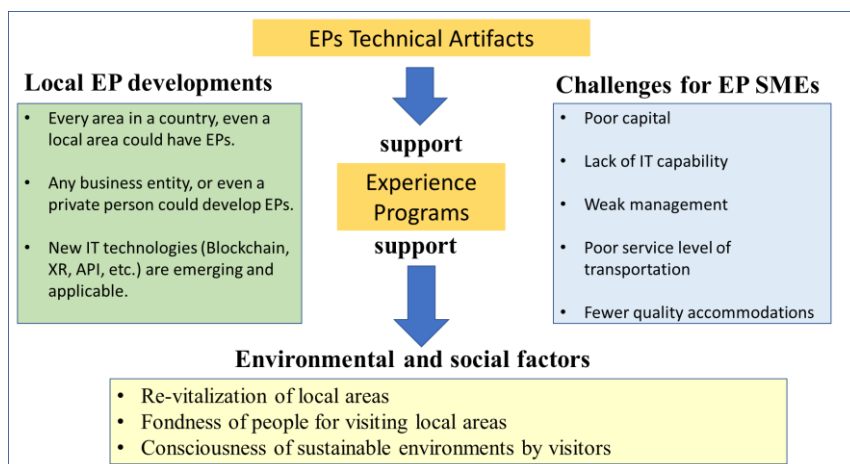 EPs Technical Artifacts
Local EP developments
• Every area in a country, even a
local area could have EPs.
• Any business entity, or even a
private person could develop EPs.
• New IT technologies (Blockchain,
XR, API, etc.) are emerging and
applicable.
support
Experience
Programs
support
Challenges for EP SMEs
• Poor capital
• Lack of IT capability
• Weak management
• Poor service level of
transportation
• Fewer quality accommodations
Environmental and social factors
• Re-vitalization of local areas
• Fondness of people for visiting local areas
• Consciousness of sustainable environments by visitors